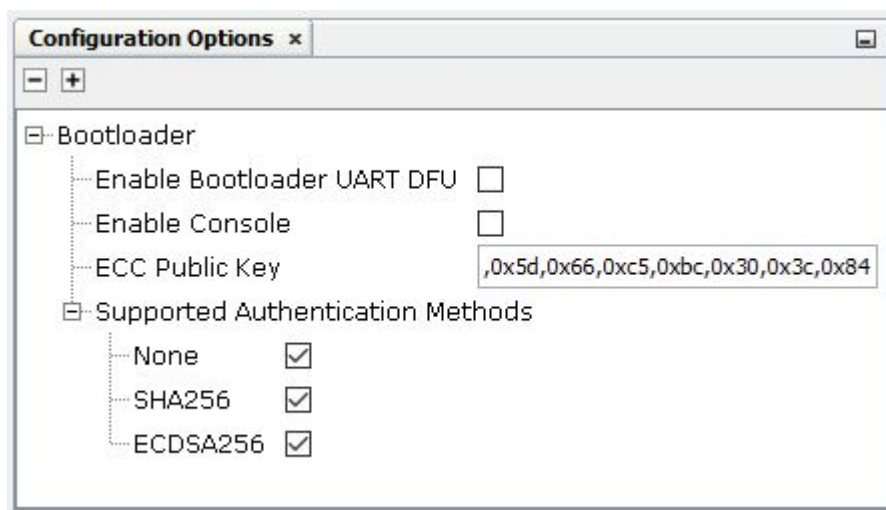 Configuration Options ×
Bootloader
Enable Bootloader UART DFU
Enable Console
ECC Public Key ,0x5d,0x66,0xc5,0xbc,0x30,0x3c,0x84
Supported Authentication Methods
None
SHA256
ECDSA256